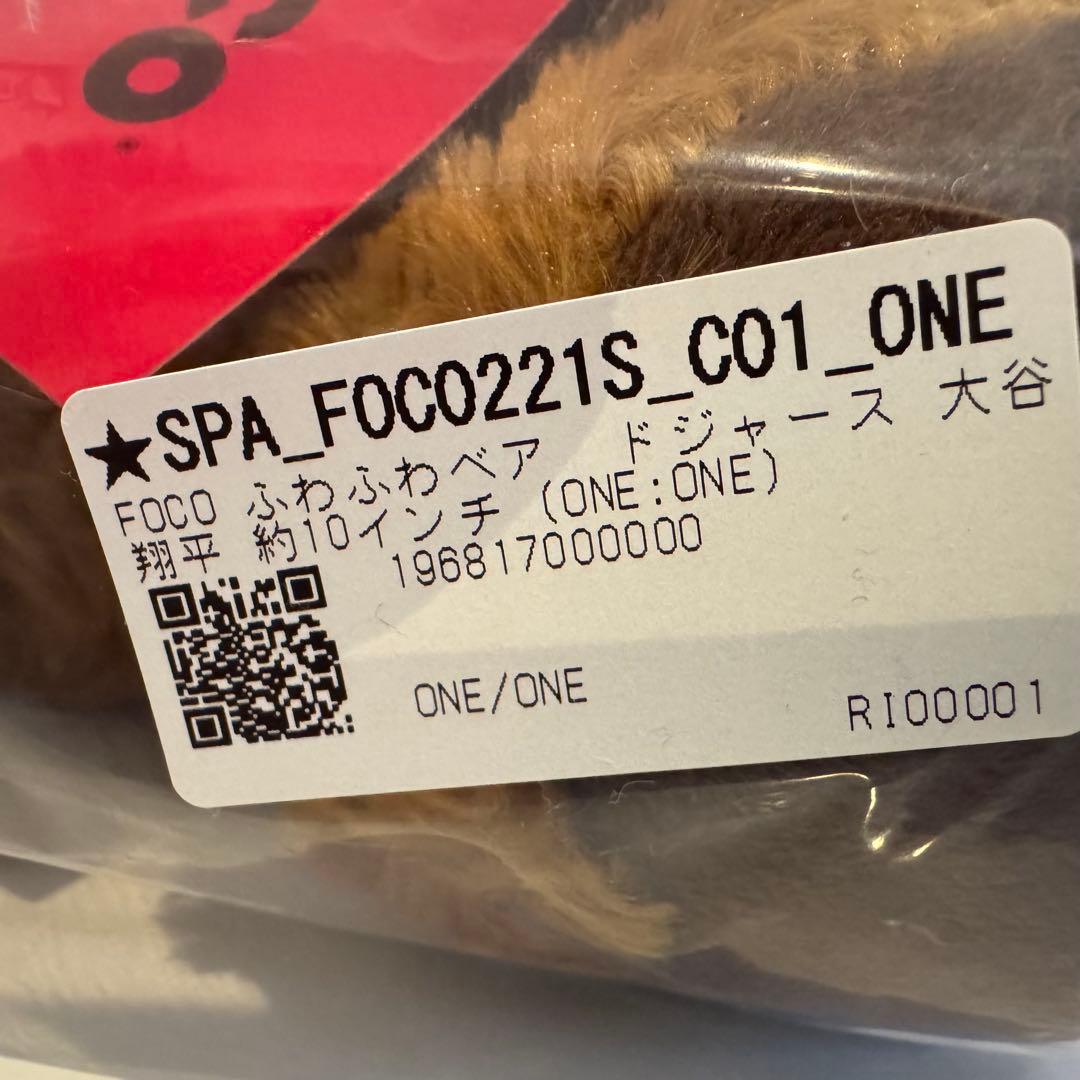 ★SPA_FOCO221S_C01_ONE
FOCO ふわふわベア　ドジャース 大谷
翔平 約10インチ (ONE:ONE)
196817000000
ONE/ONE
RI00001